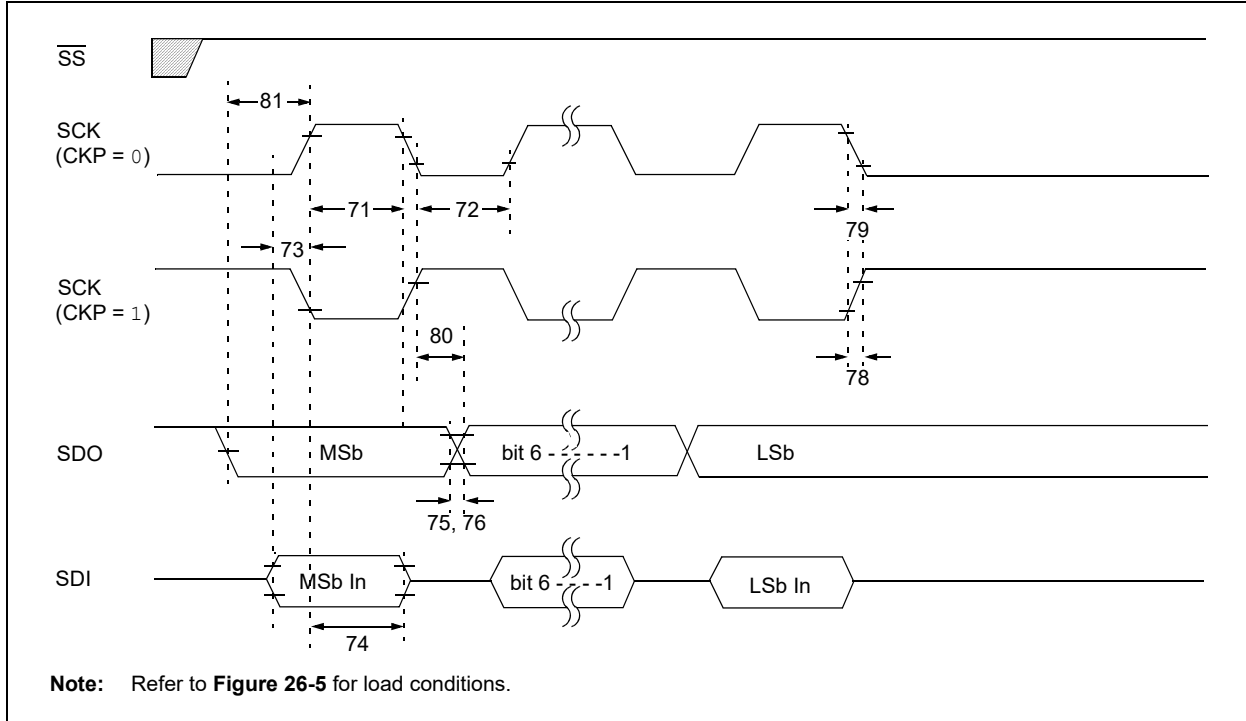 SS
81
SCK
(CKP = 0)
71
72
79
73
SCK
(CKP = 1)
80
78
SDO
MSb
bit 6 - - - - - -1
LSb
75, 76
SDI
MSb In
bit 6 - - - - -1
LSb In
74
Note: Refer to Figure 26-5 for load conditions.